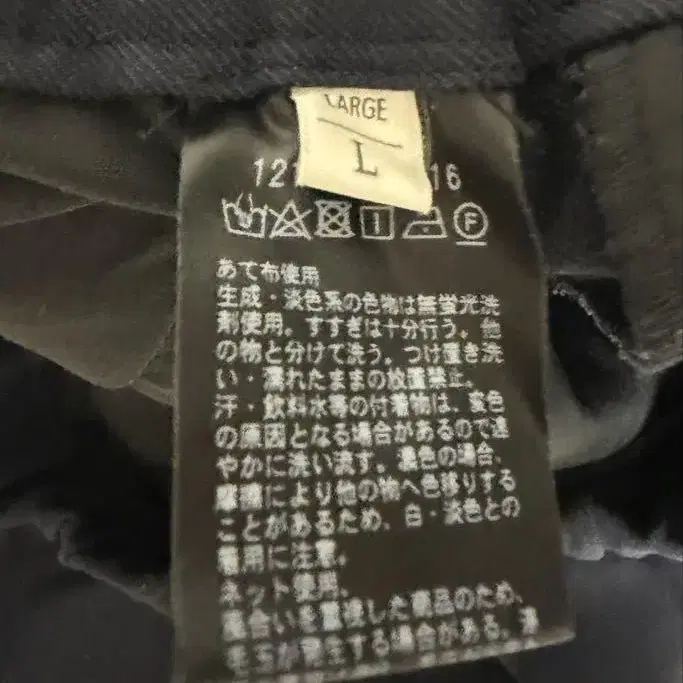 LARGE
L
12 16
F
あて布使用
生成・淡色系の色物は無蛍光洗
剤使用。すすぎは十分行う。他
の物と分けて洗う。つけ置き洗
い・濡れたままの放置禁止。
汗・飲料水等の付着物は、変色
の原因となる場合があるので速
やかに洗い流す。濃色の場合、
摩擦により他の物へ色移りする
ことがあるため、白・淡色との
着用に注意。
ネット使用。
風合いを重視した商品のため、
毛玉が発生する場合がある。